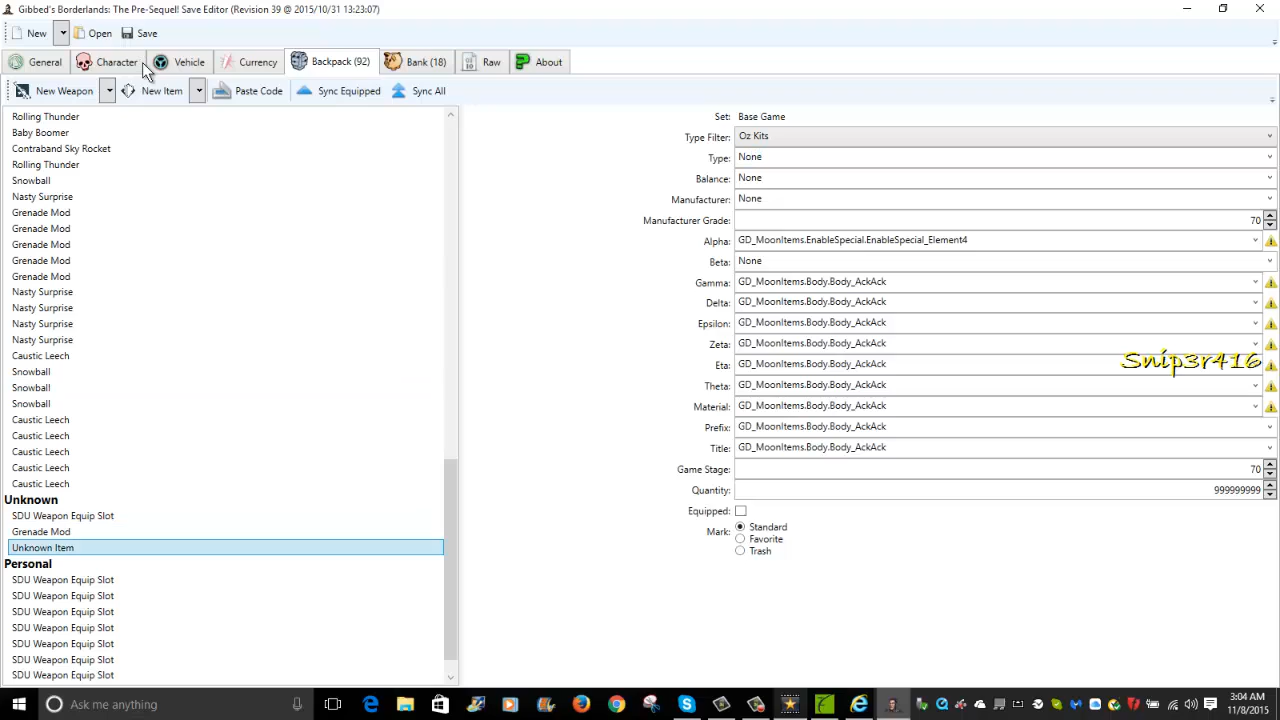 Gibbed's Borderlands: The Pre-Sequel! Save Editor (Revision 39 @ 2015/10/31 13:23:07)
New Open Save
General Character Vehicle Currency Backpack (92) Bank (18) Raw About
New Weapon New Item Paste Code Sync Equipped Sync All
Rolling Thunder
Baby Boomer
Contraband Sky Rocket
Rolling Thunder
Snowball
Nasty Surprise
Grenade Mod
Grenade Mod
Grenade Mod
Grenade Mod
Grenade Mod
Nasty Surprise
Nasty Surprise
Nasty Surprise
Nasty Surprise
Caustic Leech
Snowball
Snowball
Snowball
Caustic Leech
Caustic Leech
Caustic Leech
Caustic Leech
Caustic Leech
Unknown
SDU Weapon Equip Slot
Grenade Mod
Unknown Item
Personal
SDU Weapon Equip Slot
SDU Weapon Equip Slot
SDU Weapon Equip Slot
SDU Weapon Equip Slot
SDU Weapon Equip Slot
SDU Weapon Equip Slot
SDU Weapon Equip Slot
Set: Base Game
Type Filter: Oz Kits
Type: None
Balance: None
Manufacturer: None
Manufacturer Grade: 70
Alpha: GD_MoonItems.EnableSpecial.EnableSpecial_Element4
Beta: None
Gamma: GD_MoonItems.Body.Body_AckAck
Delta: GD_MoonItems.Body.Body_AckAck
Epsilon: GD_MoonItems.Body.Body_AckAck
Zeta: GD_MoonItems.Body.Body_AckAck
Eta: GD_MoonItems.Body.Body_AckAck
Snip3r416
Theta: GD_MoonItems.Body.Body_AckAck
Material: GD_MoonItems.Body.Body_AckAck
Prefix: GD_MoonItems.Body.Body_AckAck
Title: GD_MoonItems.Body.Body_AckAck
Game Stage: 70
Quantity: 999999999
Equipped:
Mark: Standard
Favorite
Trash
Ask me anything
3:04 AM
11/8/2015